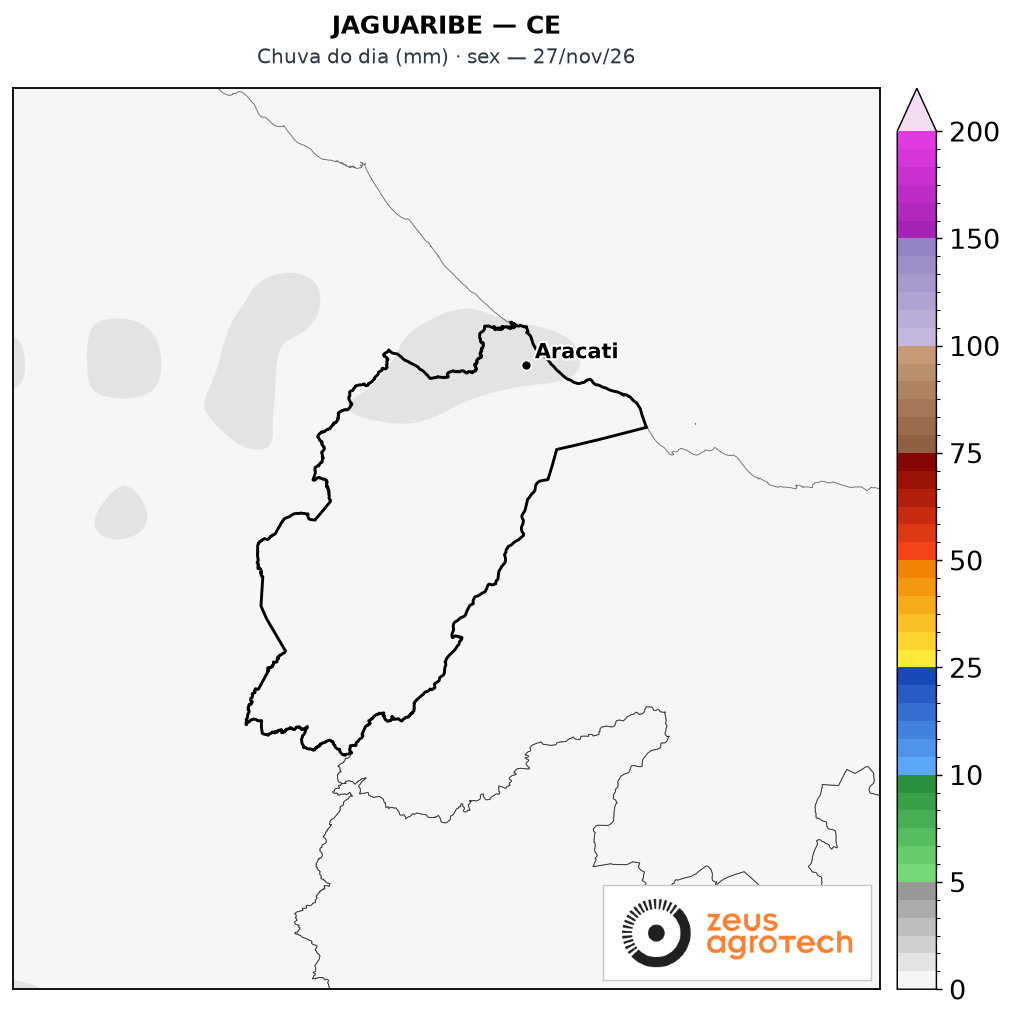 JAGUARIBE — CE
Chuva do dia (mm) · sex — 27/nov/26
Aracati
200
150
100
75
50
25
10
5
0
zeus
agrotech